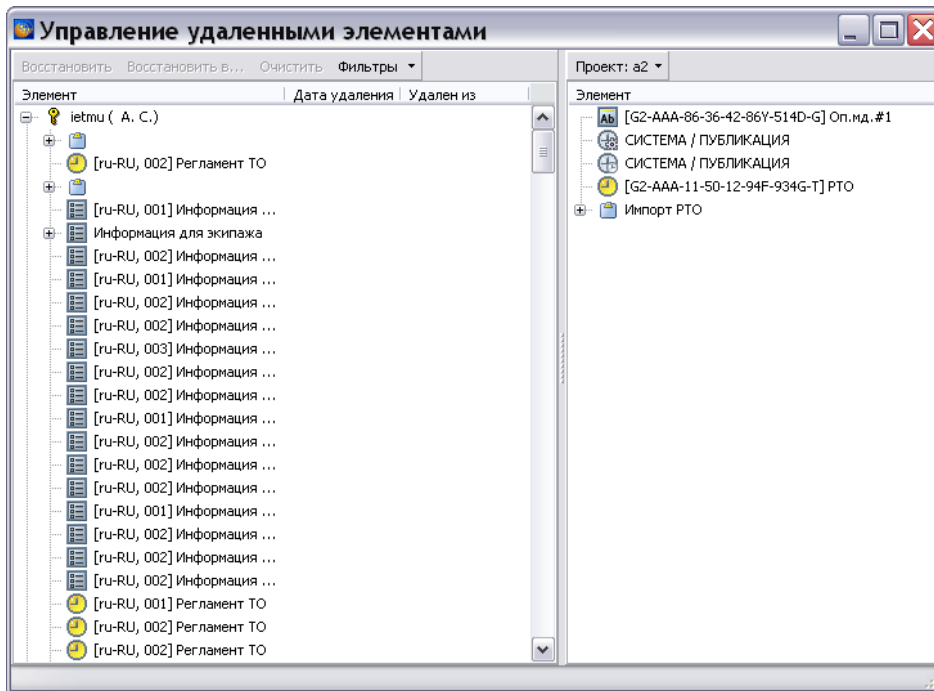 Управление удаленными элементами
Восстановить Восстановить в... Очистить Фильтры
Элемент Дата удаления Удален из
ietmu ( А. С.)
[ru-RU, 002] Регламент ТО
[ru-RU, 001] Информация ...
Информация для экипажа
[ru-RU, 002] Информация ...
[ru-RU, 001] Информация ...
[ru-RU, 002] Информация ...
[ru-RU, 002] Информация ...
[ru-RU, 003] Информация ...
[ru-RU, 002] Информация ...
[ru-RU, 002] Информация ...
[ru-RU, 001] Информация ...
[ru-RU, 002] Информация ...
[ru-RU, 002] Информация ...
[ru-RU, 002] Информация ...
[ru-RU, 001] Информация ...
[ru-RU, 002] Информация ...
[ru-RU, 002] Информация ...
[ru-RU, 002] Информация ...
[ru-RU, 001] Регламент ТО
[ru-RU, 002] Регламент ТО
[ru-RU, 002] Регламент ТО
Проект: a2
Элемент
Ab [G2-AAA-86-36-42-86Y-514D-G] Оп.мд.#1
СИСТЕМА / ПУБЛИКАЦИЯ
СИСТЕМА / ПУБЛИКАЦИЯ
[G2-AAA-11-50-12-94F-934G-T] РТО
Импорт РТО